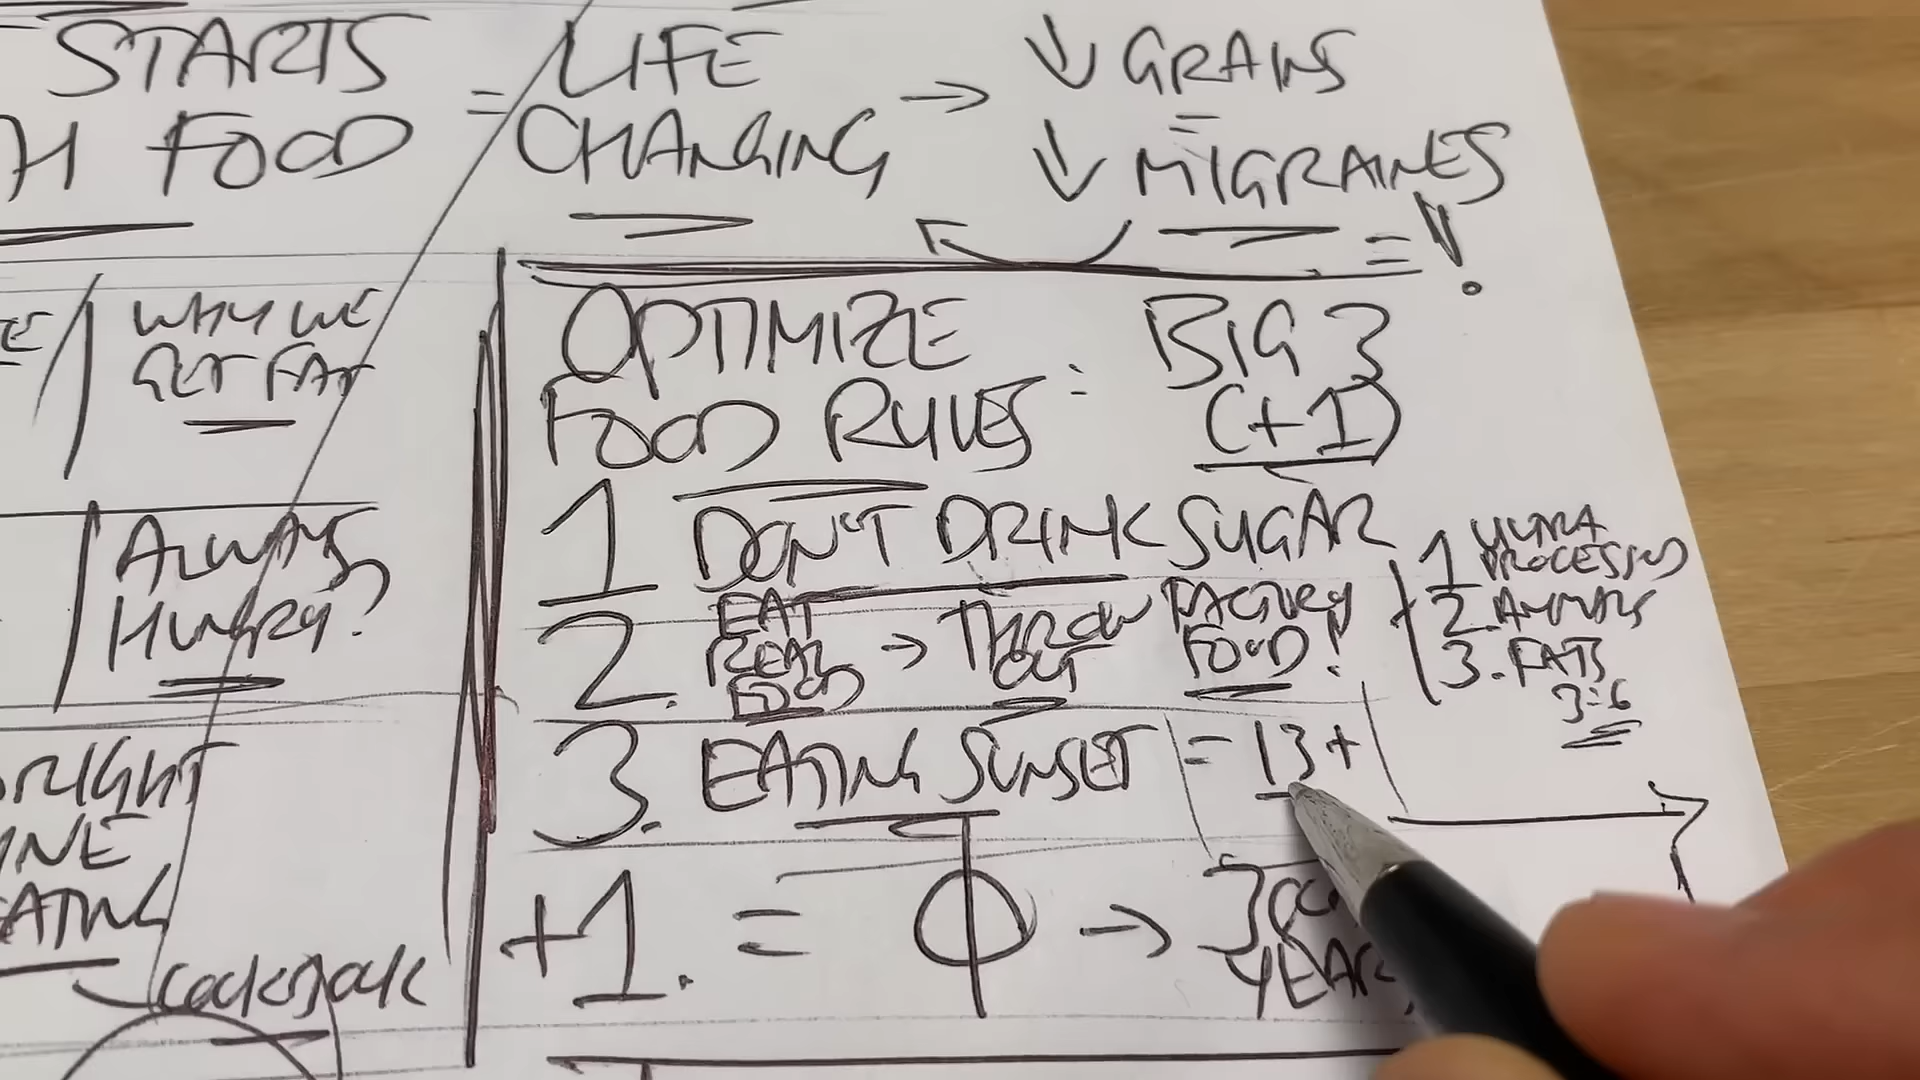 STARTS
FOOD
= LIFE
CHANGING
→ ↓ GRAINS
=
↓ MIGRAINES
= !
WHY WE
GET FAT
ALWAYS
HUNGRY?
EATING
OPTIMIZE
FOOD RULES : BIG 3
(+1)
1 DON'T DRINK SUGAR
2. EAT
REAL
FOOD
→ THROW
OUT
FACTORY
FOOD!
1 ULTRA
PROCESSED
2. ANIMALS
3. FATS
3:6
3. EATING SUNSET = 13+
+1. = Φ →
YEARS